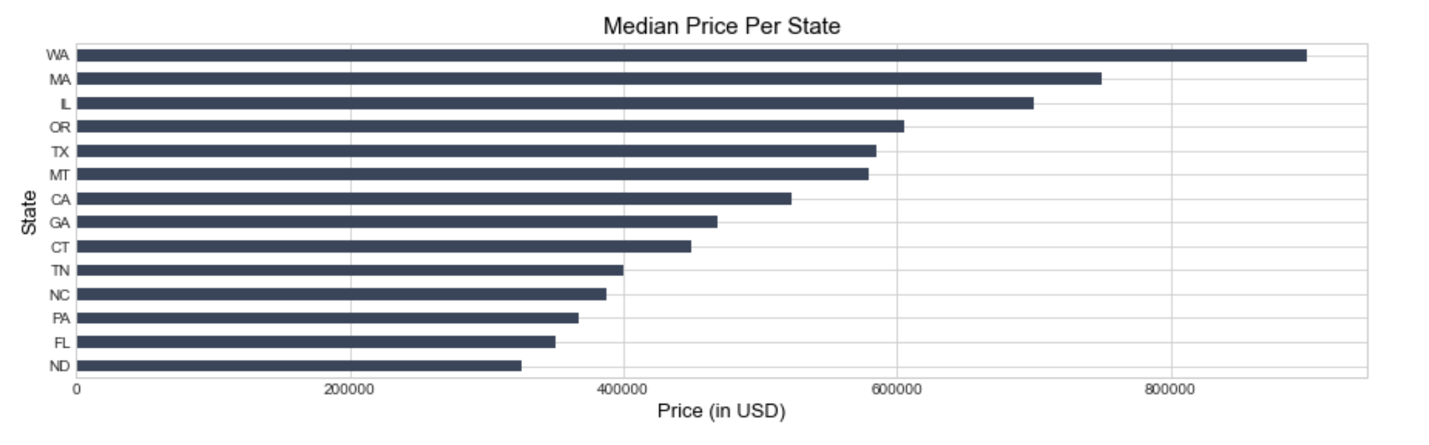 Median Price Per State
WA
MA
IL
OR
TX
MT
CA
GA
CT
TN
NC
PA
FL
ND
State
0 200000 400000 600000 800000
Price (in USD)